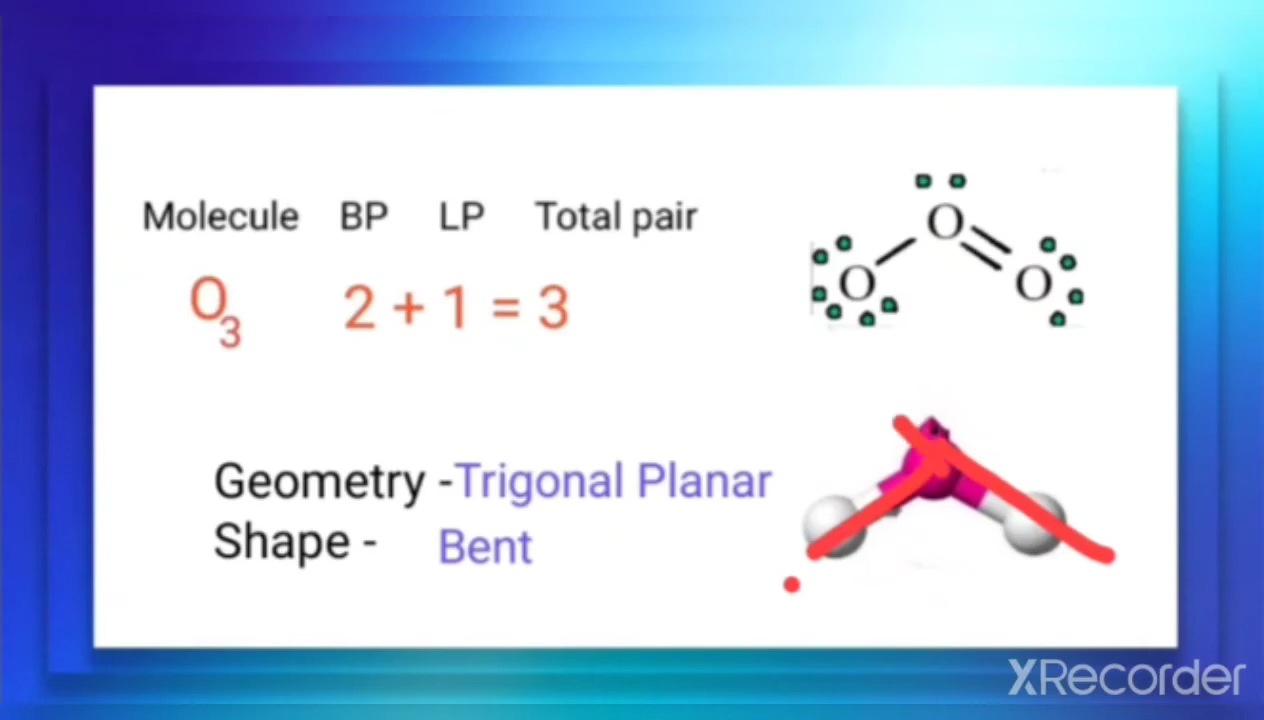 Molecule BP LP Total pair
O3 2 + 1 = 3
O
O O
Geometry -Trigonal Planar
Shape - Bent
XRecorder